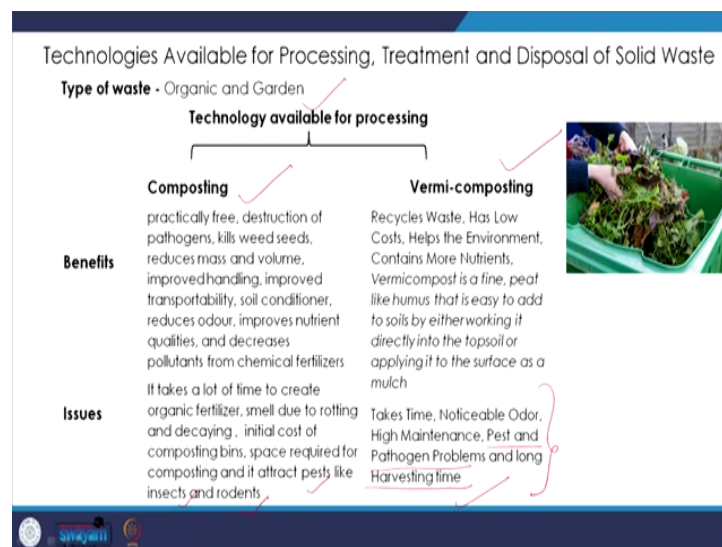 Technologies Available for Processing, Treatment and Disposal of Solid Waste
Type of waste - Organic and Garden
Technology available for processing
Composting
Vermi-composting
Benefits
practically free, destruction of
pathogens, kills weed seeds,
reduces mass and volume,
improved handling, improved
transportability, soil conditioner,
reduces odour, improves nutrient
qualities, and decreases
pollutants from chemical fertilizers
Recycles Waste, Has Low
Costs, Helps the Environment,
Contains More Nutrients,
Vermicompost is a fine, peat
like humus that is easy to add
to soils by either working it
directly into the topsoil or
applying it to the surface as a
mulch
Issues
It takes a lot of time to create
organic fertilizer, smell due to rotting
and decaying , initial cost of
composting bins, space required for
composting and it attract pests like
insects and rodents
Takes Time, Noticeable Odor,
High Maintenance, Pest and
Pathogen Problems and long
Harvesting time
swayam